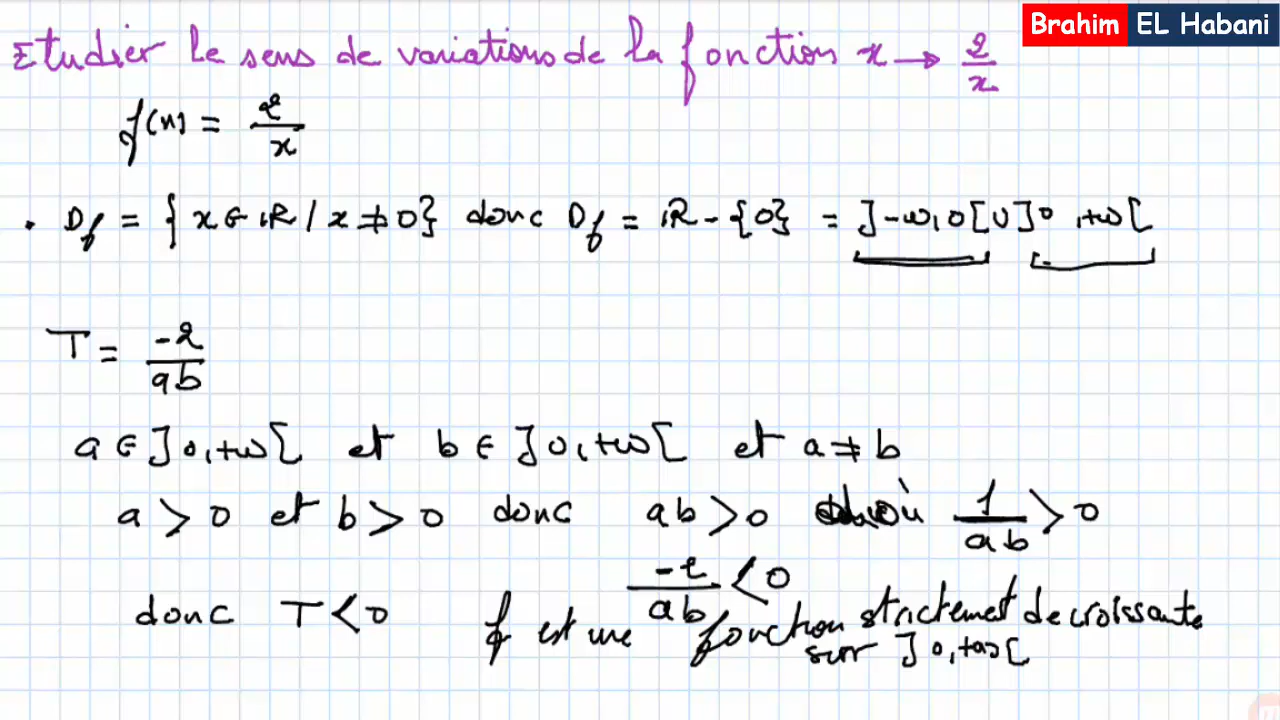 Brahim EL Habani
Etudier le sens de variations de la fonction x → 2/x
f(x) = 2/x
. Df = { x ∈ IR / x ≠ 0} donc Df = IR - {0} = ]-∞, 0[ U ]0, +∞[
T = -2/ab
a ∈ ]0, +∞[ et b ∈ ]0, +∞[ et a ≠ b
a > 0 et b > 0 donc ab > 0 d'où 1/ab > 0
-2/ab < 0
donc T < 0 f est une fonction strictement decroissante
sur ]0, +∞[